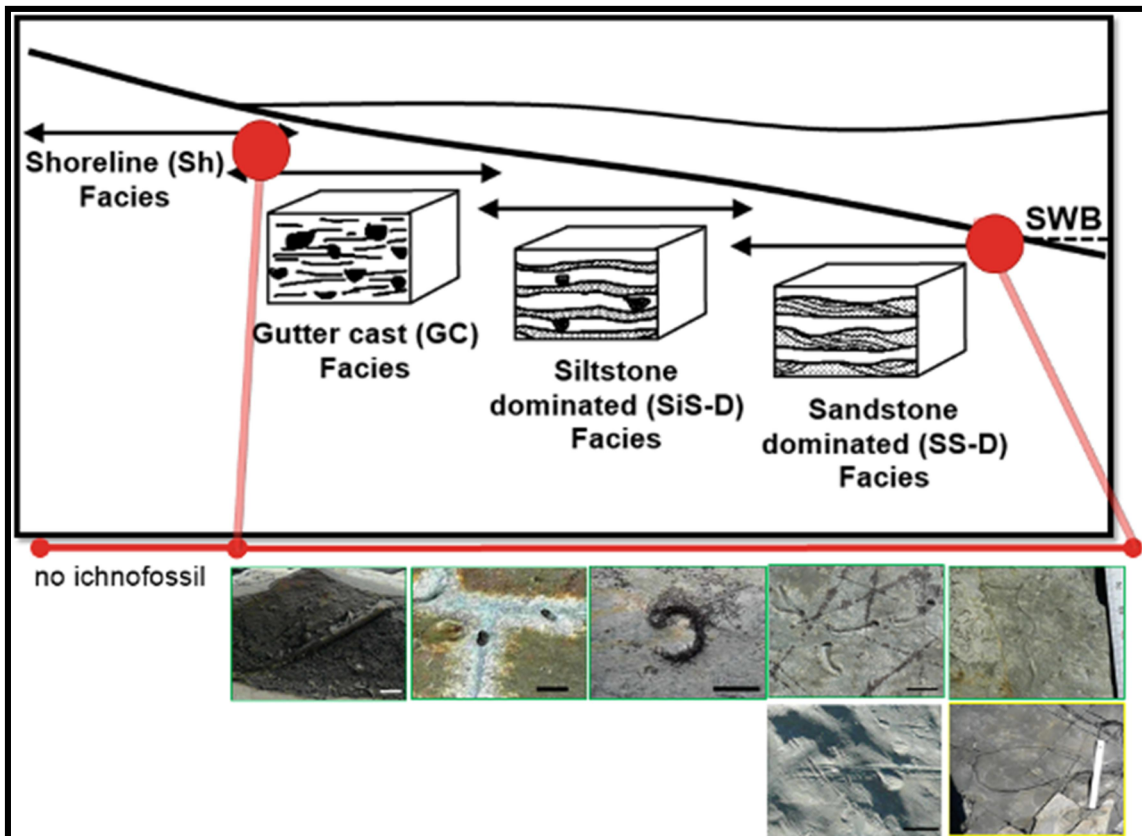 SWB
Shoreline (Sh)
Facies
Gutter cast (GC)
Facies
Siltstone
dominated (SiS-D)
Facies
Sandstone
dominated (SS-D)
Facies
no ichnofossil